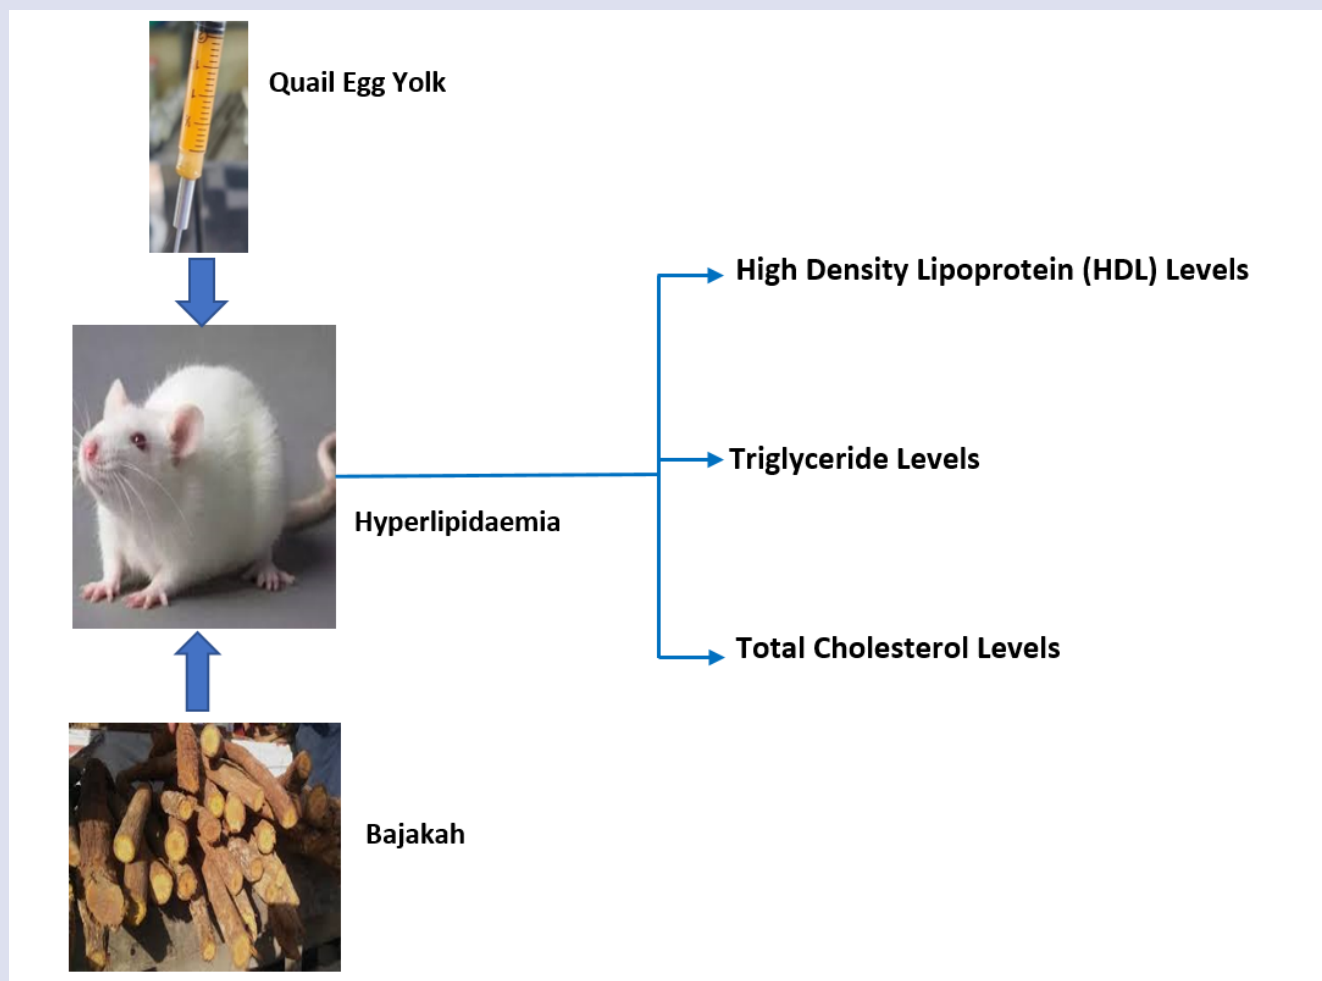 Quail Egg Yolk
High Density Lipoprotein (HDL) Levels
Triglyceride Levels
Hyperlipidaemia
Total Cholesterol Levels
Bajakah